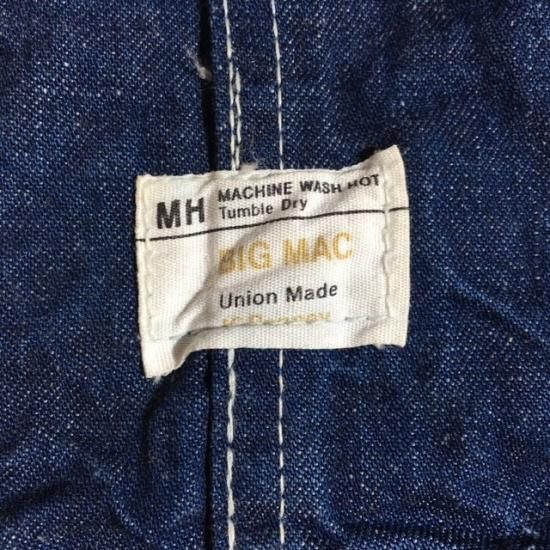 MH MACHINE WASH HOT
Tumble Dry
BIG MAC
Union Made